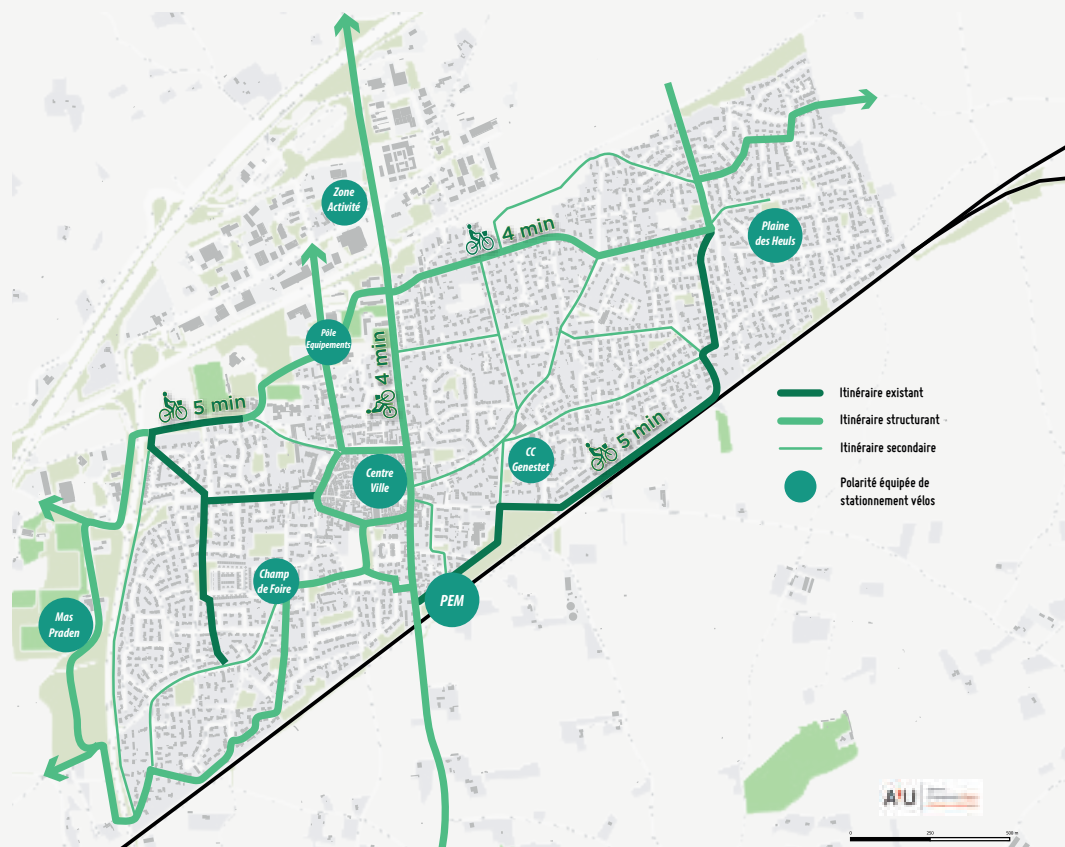 Zone
Activité
4 min
Plaine
des Heuls
Pôle
Equipements
4 min
5 min
Itinéraire existant
Itinéraire structurant
Itinéraire secondaire
Polarité équipée de
stationnement vélos
5 min
CC
Genestet
Centre
Ville
Champ
de Foire
PEM
Mas
Praden
A'U
0 250 500 m